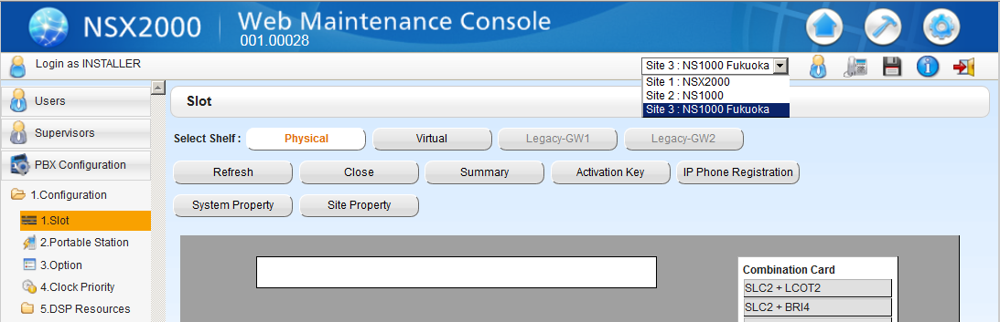 NSX2000 Web Maintenance Console
001.00028
Login as INSTALLER
Site 3 : NS1000 Fukuoka
Site 1 : NSX2000
Site 2 : NS1000
Site 3 : NS1000 Fukuoka
Users
Supervisors
PBX Configuration
1.Configuration
1.Slot
2.Portable Station
3.Option
4.Clock Priority
5.DSP Resources
Slot
Select Shelf : Physical Virtual Legacy-GW1 Legacy-GW2
Refresh Close Summary Activation Key IP Phone Registration
System Property Site Property
Combination Card
SLC2 + LCOT2
SLC2 + BRI4